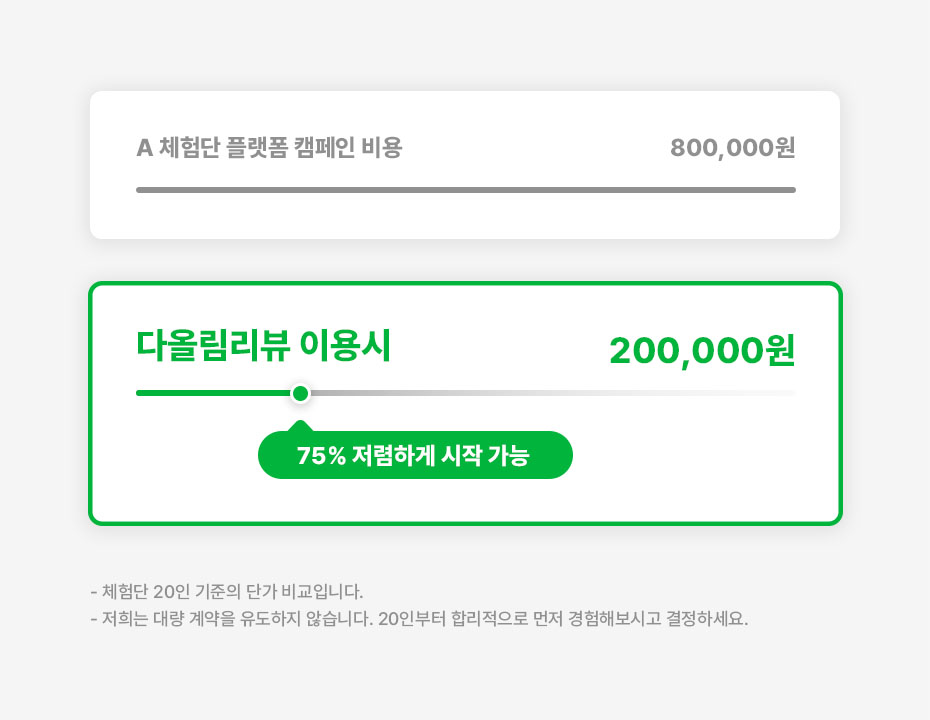 A 체험단 플랫폼 캠페인 비용 800,000원
다올림리뷰 이용시 200,000원
75% 저렴하게 시작 가능
- 체험단 20인 기준의 단가 비교입니다.
- 저희는 대량 계약을 유도하지 않습니다. 20인부터 합리적으로 먼저 경험해보시고 결정하세요.